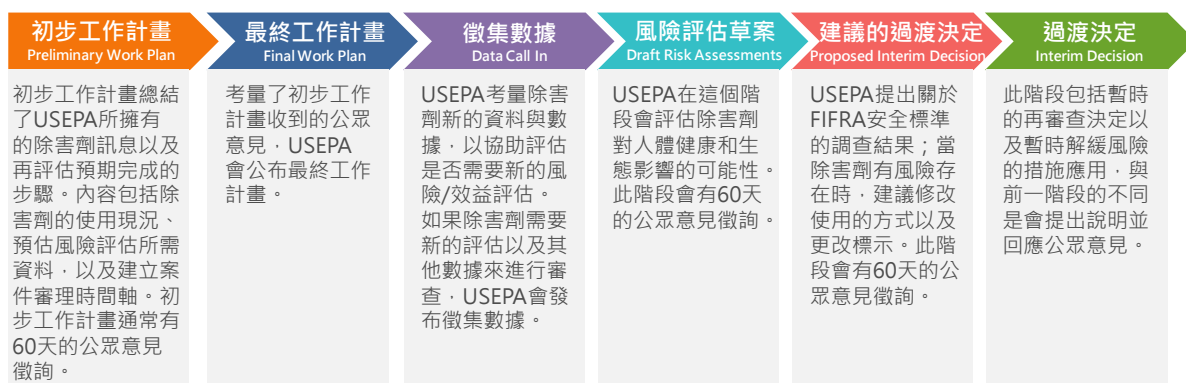 初步工作計畫
Preliminary Work Plan
初步工作計畫總結
了USEPA所擁有
的除害劑訊息以及
再評估預期完成的
步驟。內容包括除
害劑的使用現況、
預估風險評估所需
資料，以及建立案
件審理時間軸。初
步工作計畫通常有
60天的公眾意見
徵詢。
最終工作計畫
Final Work Plan
考量了初步工作
計畫收到的公眾
意見，USEPA
會公布最終工作
計畫。
徵集數據
Data Call In
USEPA考量除害
劑新的資料與數
據，以協助評估
是否需要新的風
險/效益評估。
如果除害劑需要
新的評估以及其
他數據來進行審
查，USEPA會發
布徵集數據。
風險評估草案
Draft Risk Assessments
USEPA在這個階
段會評估除害劑
對人體健康和生
態影響的可能性。
此階段會有60天
的公眾意見徵詢。
建議的過渡決定
Proposed Interim Decision
USEPA提出關於
FIFRA安全標準
的調查結果；當
除害劑有風險存
在時，建議修改
使用的方式以及
更改標示。此階
段會有60天的公
眾意見徵詢。
過渡決定
Interim Decision
此階段包括暫時
的再審查決定以
及暫時解緩風險
的措施應用，與
前一階段的不同
是會提出說明並
回應公眾意見。